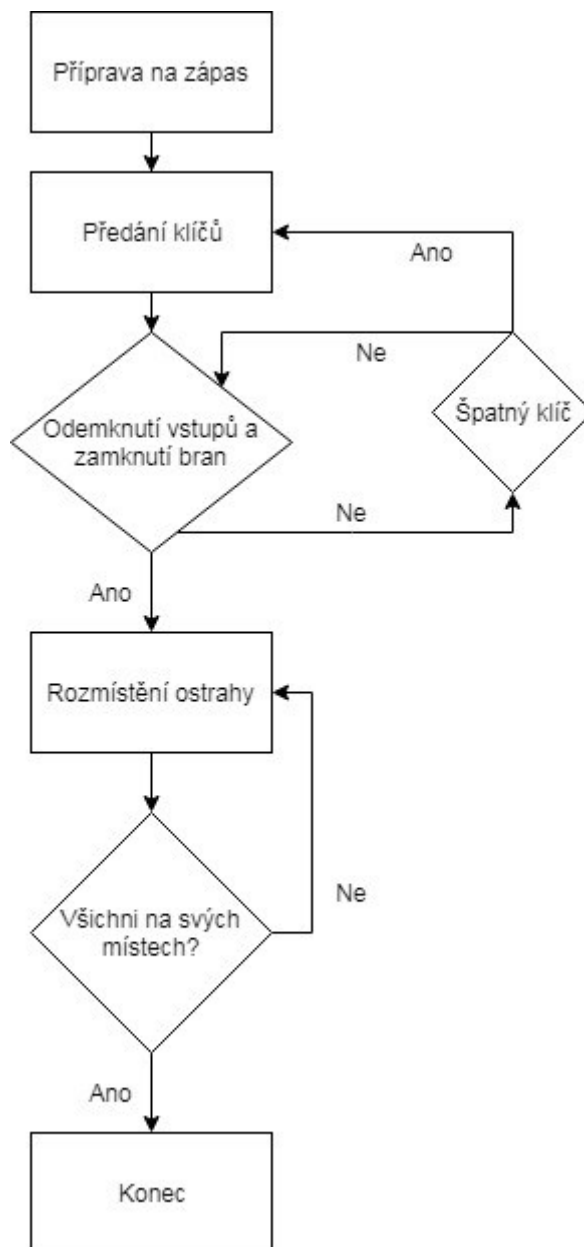 Příprava na zápas
Předání klíčů
Ano
Ne
Špatný klíč
Odemknutí vstupů a
zamknutí bran
Ne
Ano
Rozmístění ostrahy
Ne
Všichni na svých
místech?
Ano
Konec